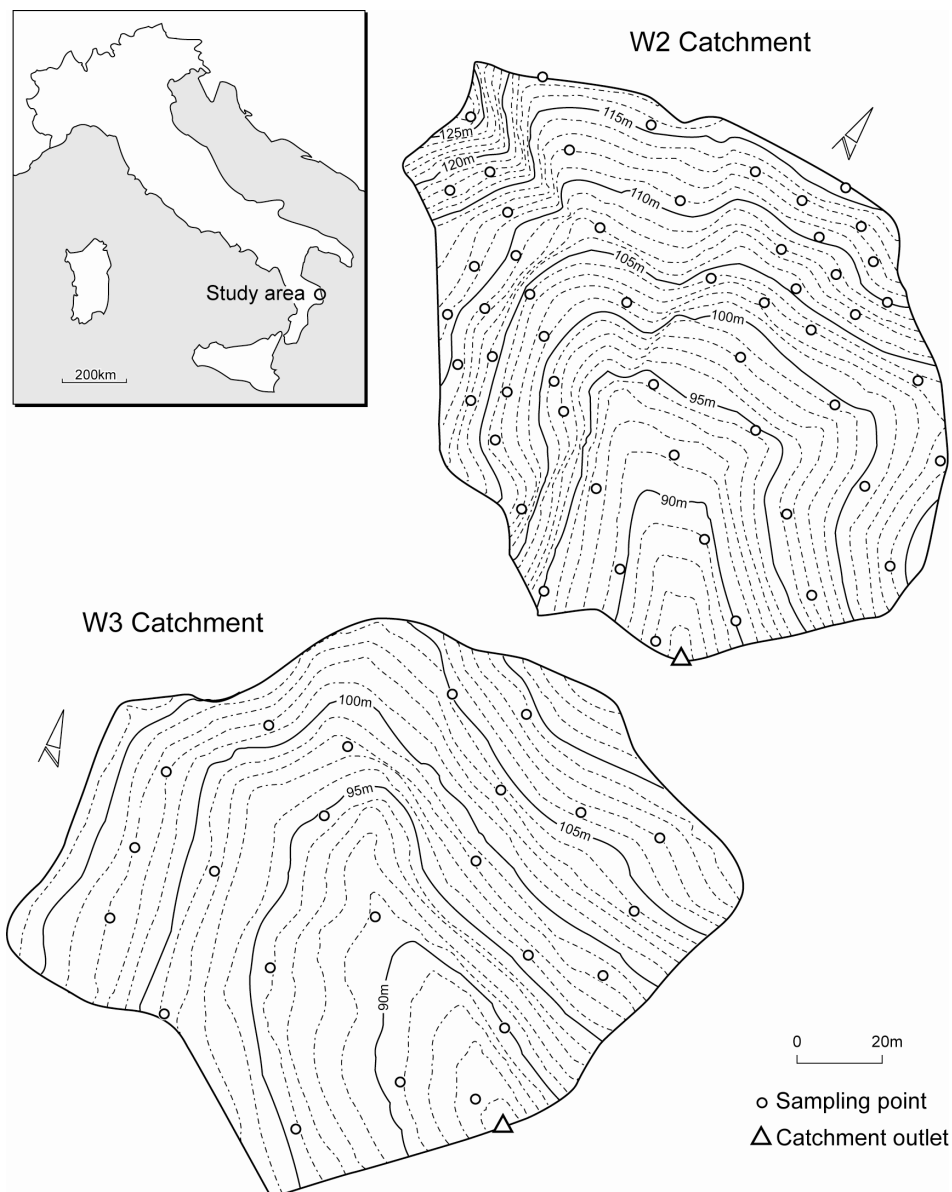 W2 Catchment
125m
120m
115m
110m
105m
100m
95m
90m
Study area
200km
W3 Catchment
100m
95m
105m
90m
0 20m
Sampling point
Catchment outlet